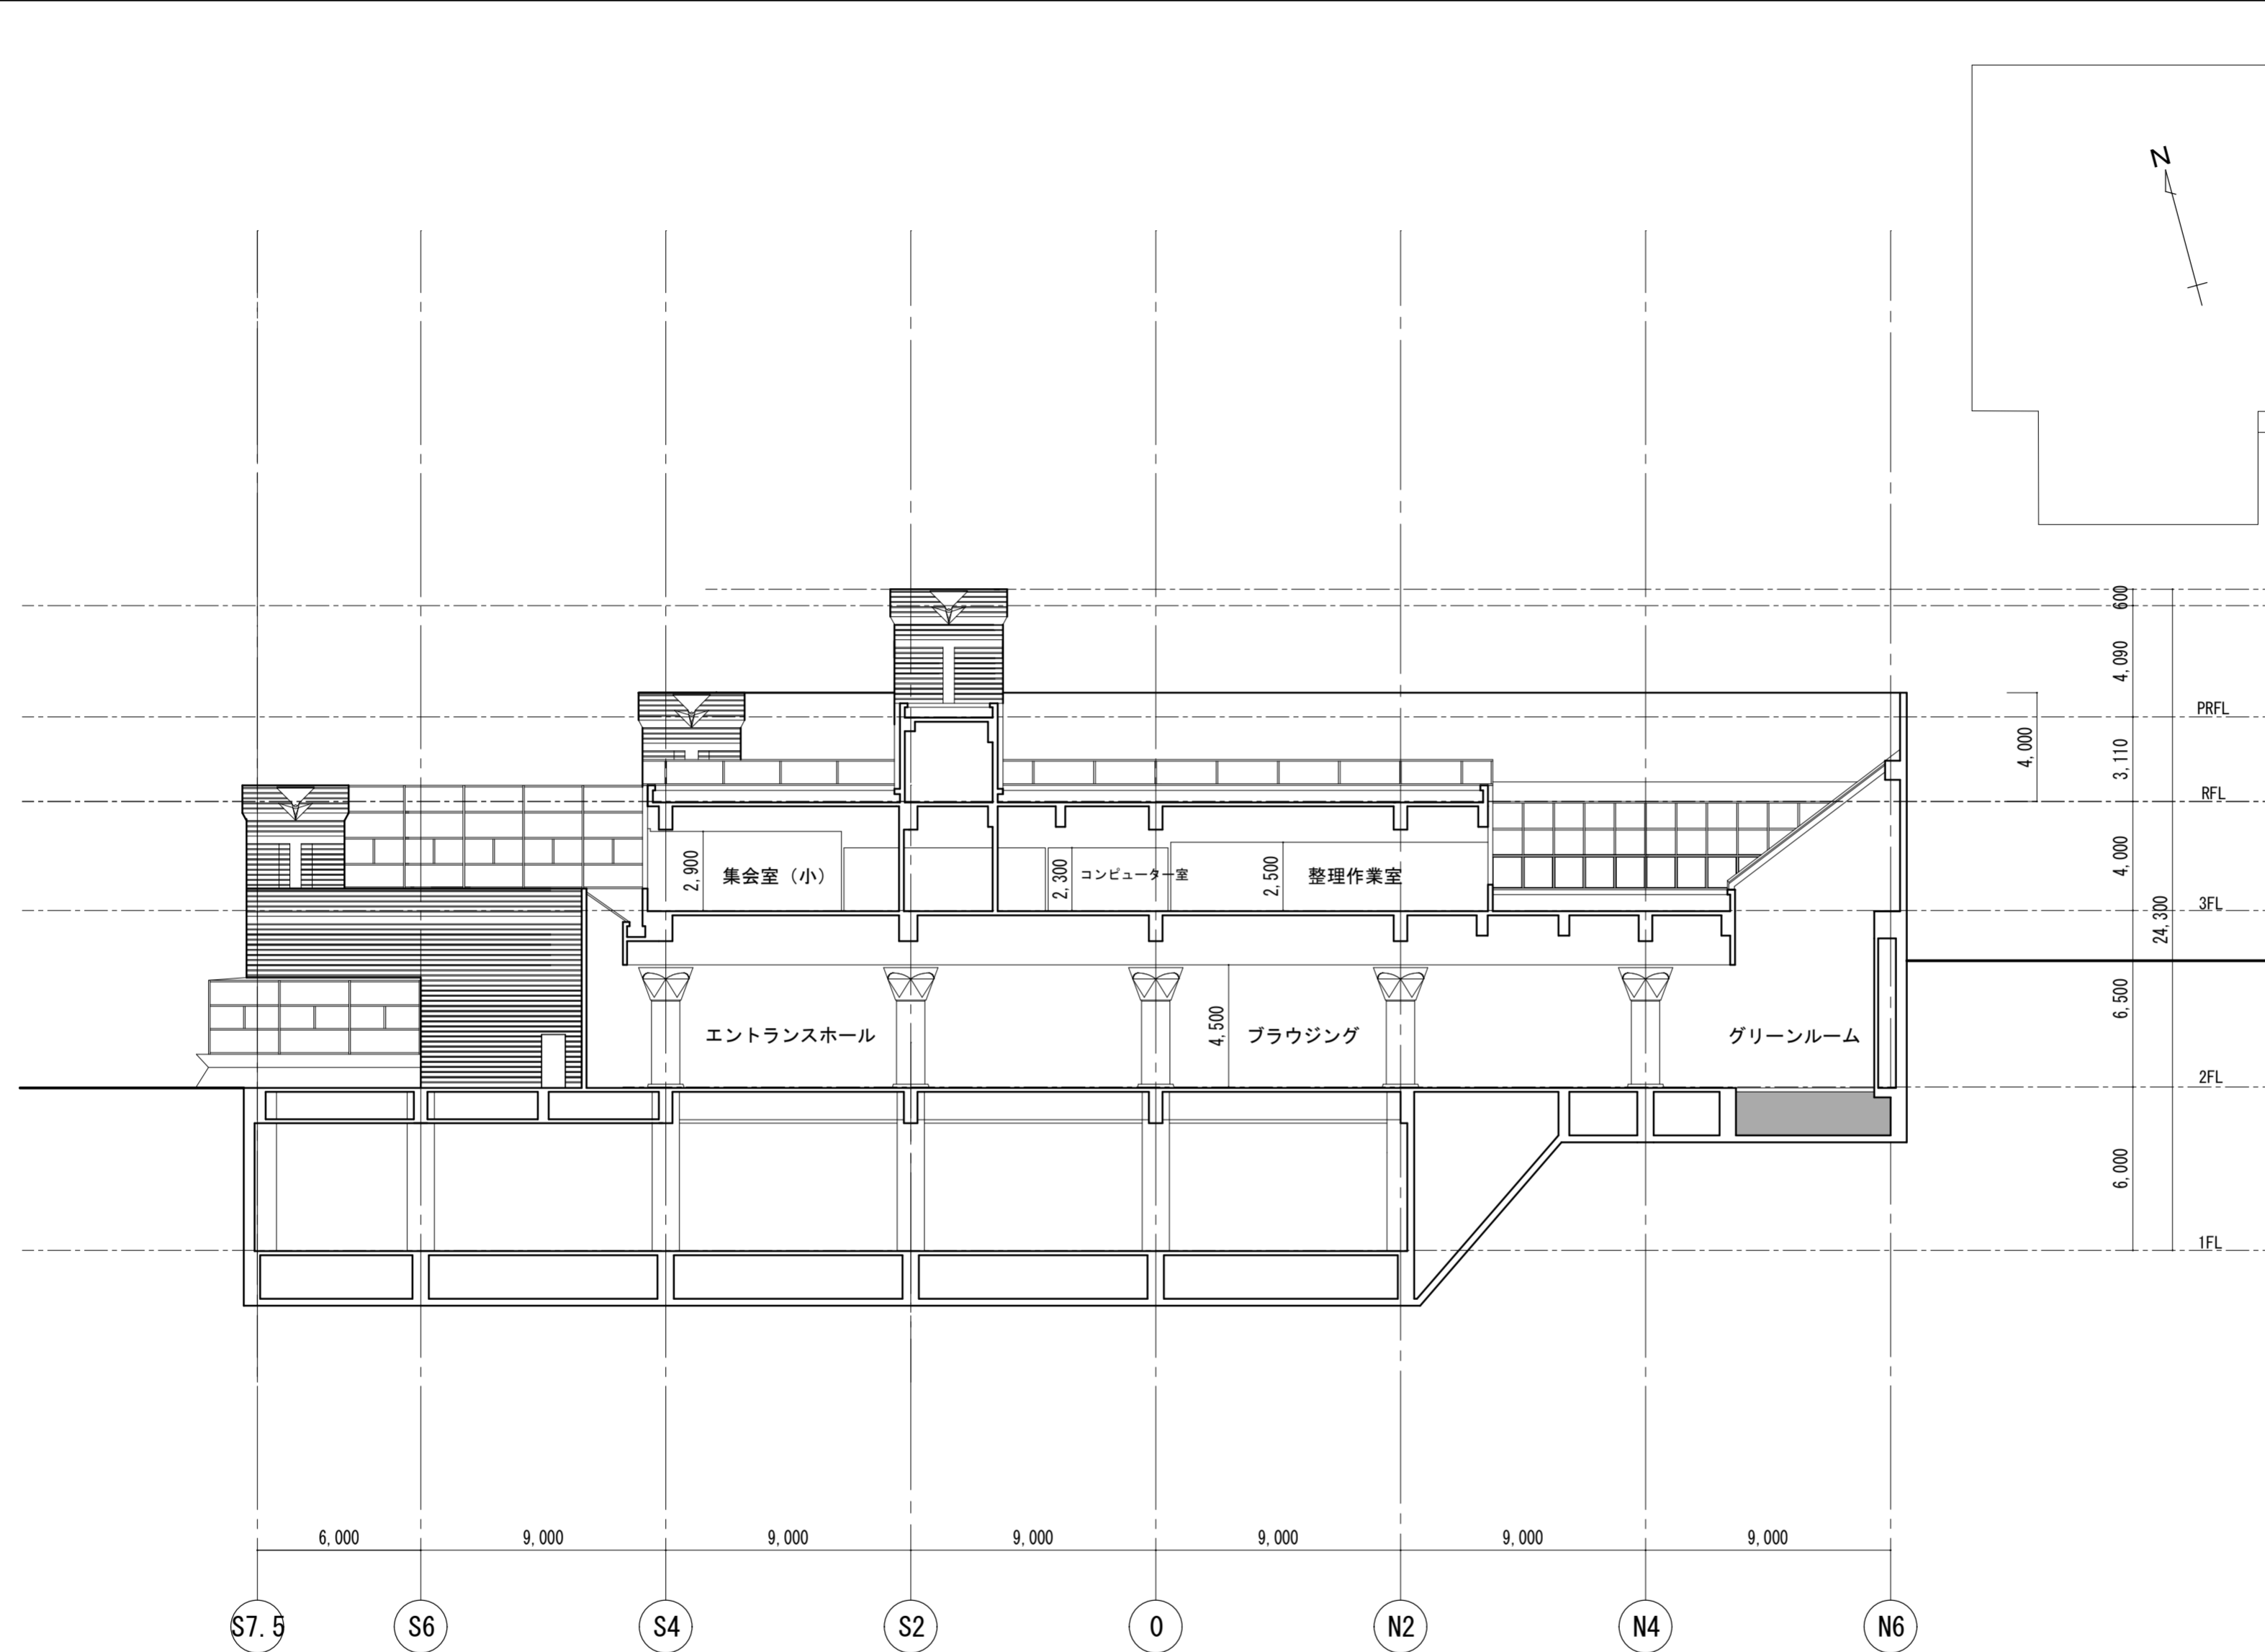 N
600
4,090
PRFL
4,000
3,110
RFL
2,900
集会室（小）
2,300
コンピューター室
2,500
整理作業室
4,000
3FL
24,300
エントランスホール
4,500
ブラウジング
グリーンルーム
6,500
2FL
6,000
1FL
6,000
9,000
9,000
9,000
9,000
9,000
9,000
S7.5
S6
S4
S2
0
N2
N4
N6